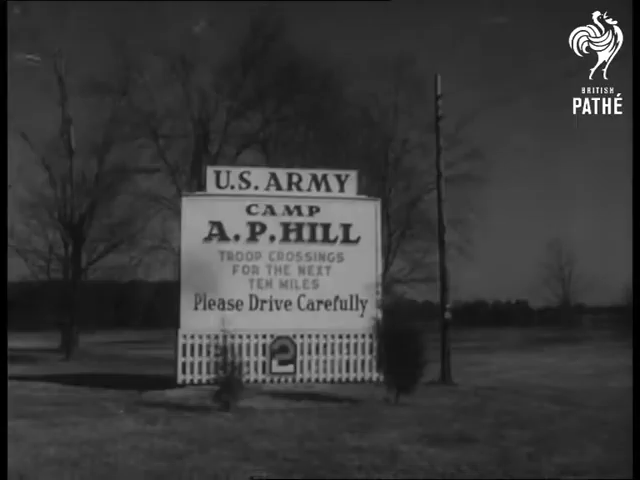 BRITISH
PATHÉ
U.S. ARMY
CAMP
A.P. HILL
TROOP CROSSINGS
FOR THE NEXT
TEN MILES
Please Drive Carefully
2